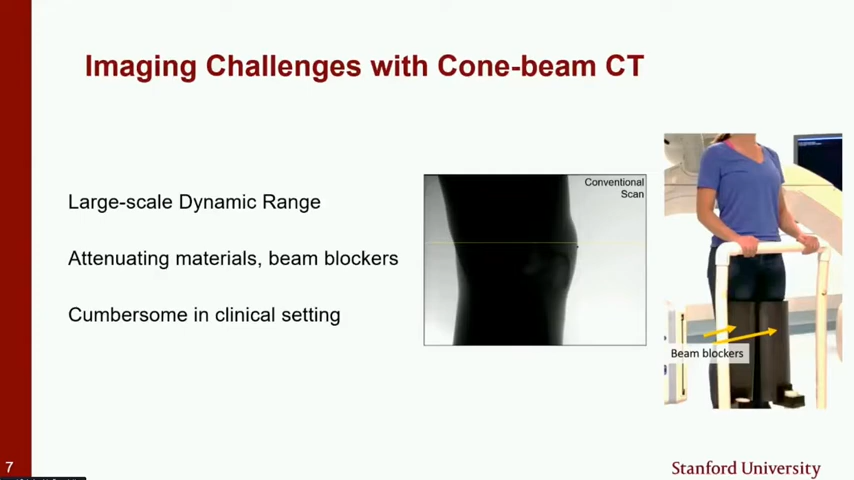 Imaging Challenges with Cone-beam CT
Large-scale Dynamic Range
Attenuating materials, beam blockers
Cumbersome in clinical setting
Conventional
Scan
Beam blockers
7
Stanford University